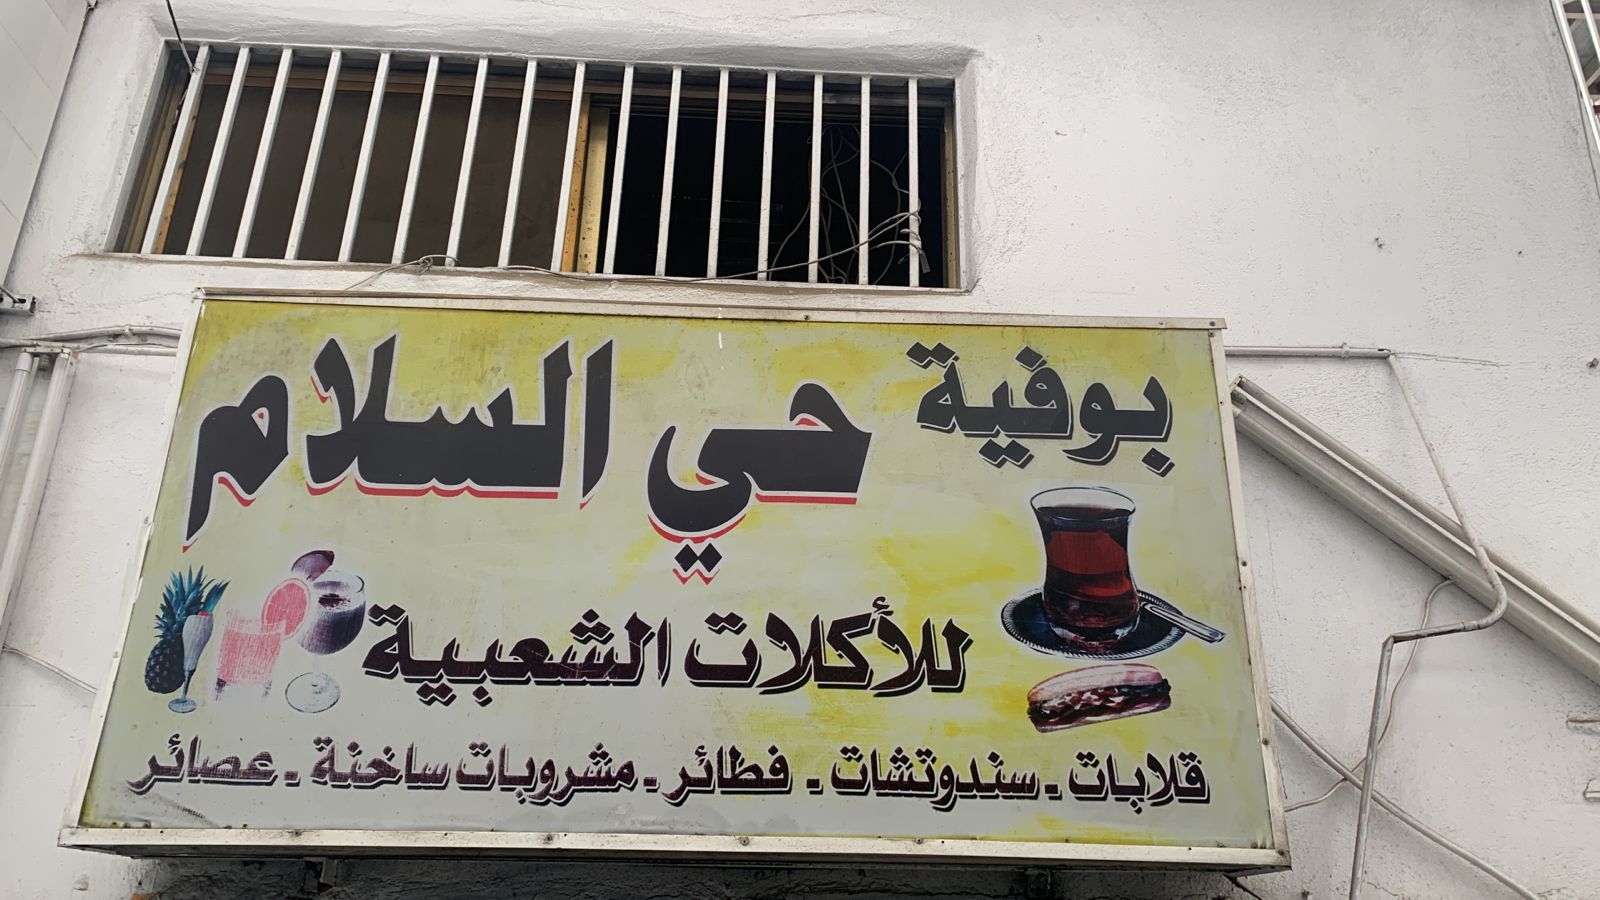 بوفية حي السلام
للأكلات الشعبية
قلابات - سندوتشات - فطائر - مشروبات ساخنة - عصائر